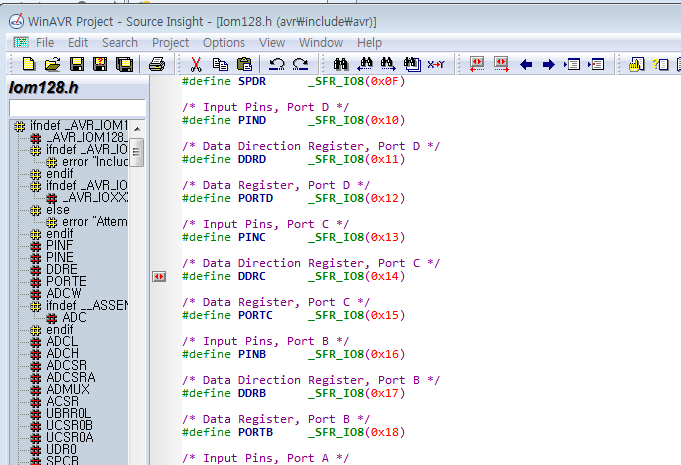 WinAVR Project - Source Insight - [Iom128.h (avr\include\avr)]
File Edit Search Project Options View Window Help
Iom128.h
ifndef _AVR_IOM1
_AVR_IOM128_
ifndef _AVR_IO
error "Includ
endif
ifndef _AVR_IO
_AVR_IOXX
else
error "Attem
endif
PINF
PINE
DDRE
PORTE
ADCW
ifndef __ASSEM
ADC
endif
ADCL
ADCH
ADCSR
ADCSRA
ADMUX
ACSR
UBRR0L
UCSR0B
UCSR0A
UDR0
SPCR
#define SPDR _SFR_IO8(0x0F)
/* Input Pins, Port D */
#define PIND _SFR_IO8(0x10)
/* Data Direction Register, Port D */
#define DDRD _SFR_IO8(0x11)
/* Data Register, Port D */
#define PORTD _SFR_IO8(0x12)
/* Input Pins, Port C */
#define PINC _SFR_IO8(0x13)
/* Data Direction Register, Port C */
#define DDRC _SFR_IO8(0x14)
/* Data Register, Port C */
#define PORTC _SFR_IO8(0x15)
/* Input Pins, Port B */
#define PINB _SFR_IO8(0x16)
/* Data Direction Register, Port B */
#define DDRB _SFR_IO8(0x17)
/* Data Register, Port B */
#define PORTB _SFR_IO8(0x18)
/* Input Pins, Port A */